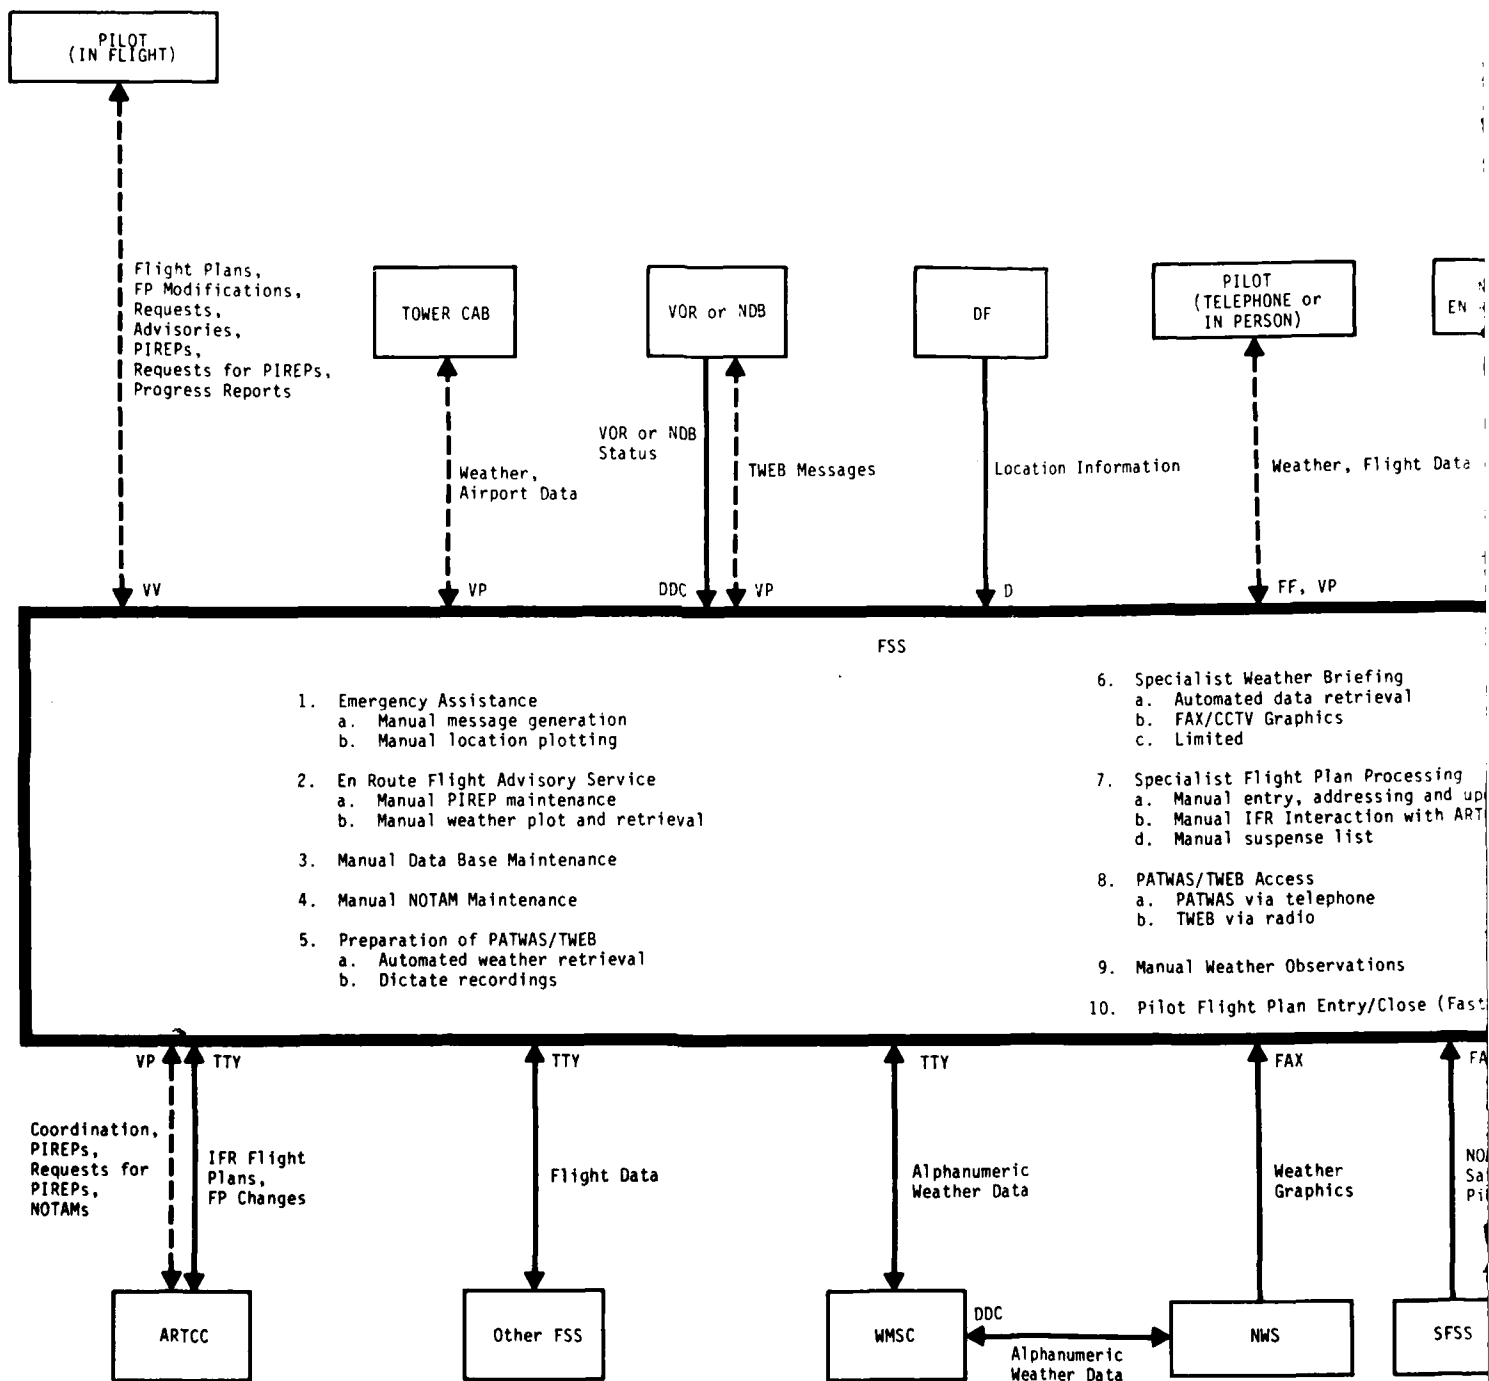 PILOT
(IN FLIGHT)
Flight Plans,
FP Modifications,
Requests,
Advisories,
PIREPs,
Requests for PIREPs,
Progress Reports
TOWER CAB
VOR or NDB
DF
PILOT
(TELEPHONE or
IN PERSON)
EN
VOR or NDB
Status
Weather,
Airport Data
TWEB Messages
Location Information
Weather, Flight Data
VV
VP
DDC
VP
D
FF, VP
FSS
1. Emergency Assistance
a. Manual message generation
b. Manual location plotting
2. En Route Flight Advisory Service
a. Manual PIREP maintenance
b. Manual weather plot and retrieval
3. Manual Data Base Maintenance
4. Manual NOTAM Maintenance
5. Preparation of PATWAS/TWEB
a. Automated weather retrieval
b. Dictate recordings
6. Specialist Weather Briefing
a. Automated data retrieval
b. FAX/CCTV Graphics
c. Limited
7. Specialist Flight Plan Processing
a. Manual entry, addressing and
b. Manual IFR Interaction with
d. Manual suspense list
8. PATWAS/TWEB Access
a. PATWAS via telephone
b. TWEB via radio
9. Manual Weather Observations
10. Pilot Flight Plan Entry/Close (Fast
VP
TTY
TTY
TTY
FAX
Coordination,
PIREPs,
Requests for
PIREPs,
NOTAMs
IFR Flight
Plans,
FP Changes
Flight Data
Alphanumeric
Weather Data
Weather
Graphics
ARTCC
Other FSS
WMSC
DDC
Alphanumeric
Weather Data
NWS
SFSS